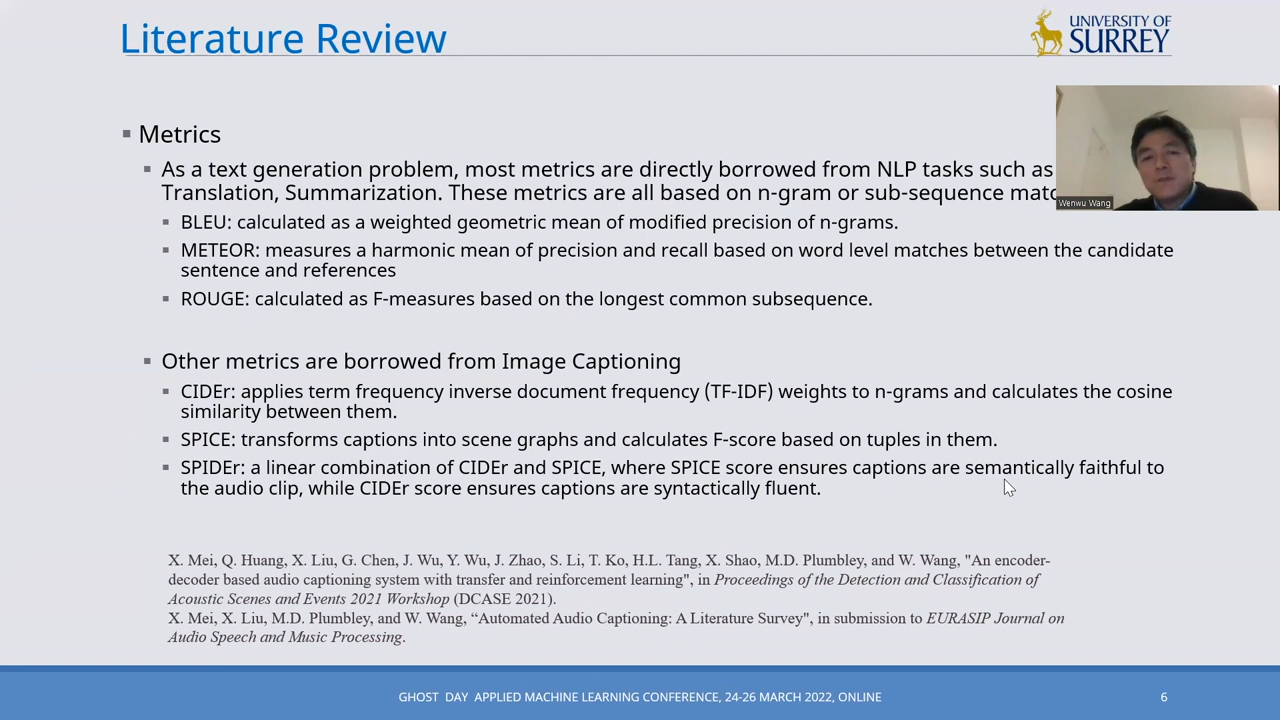 Literature Review
UNIVERSITY OF
SURREY
Metrics
As a text generation problem, most metrics are directly borrowed from NLP tasks such as
Translation, Summarization. These metrics are all based on n-gram or sub-sequence
Wenwu Wang
BLEU: calculated as a weighted geometric mean of modified precision of n-grams.
METEOR: measures a harmonic mean of precision and recall based on word level matches between the candidate
sentence and references
ROUGE: calculated as F-measures based on the longest common subsequence.
Other metrics are borrowed from Image Captioning
CIDEr: applies term frequency inverse document frequency (TF-IDF) weights to n-grams and calculates the cosine
similarity between them.
SPICE: transforms captions into scene graphs and calculates F-score based on tuples in them.
SPIDEr: a linear combination of CIDEr and SPICE, where SPICE score ensures captions are semantically faithful to
the audio clip, while CIDEr score ensures captions are syntactically fluent.
X. Mei, Q. Huang, X. Liu, G. Chen, J. Wu, Y. Wu, J. Zhao, S. Li, T. Ko, H.L. Tang, X. Shao, M.D. Plumbley, and W. Wang, "An encoder-
decoder based audio captioning system with transfer and reinforcement learning", in Proceedings of the Detection and Classification of
Acoustic Scenes and Events 2021 Workshop (DCASE 2021).
X. Mei, X. Liu, M.D. Plumbley, and W. Wang, “Automated Audio Captioning: A Literature Survey", in submission to EURASIP Journal on
Audio Speech and Music Processing.
GHOST DAY APPLIED MACHINE LEARNING CONFERENCE, 24-26 MARCH 2022, ONLINE
6